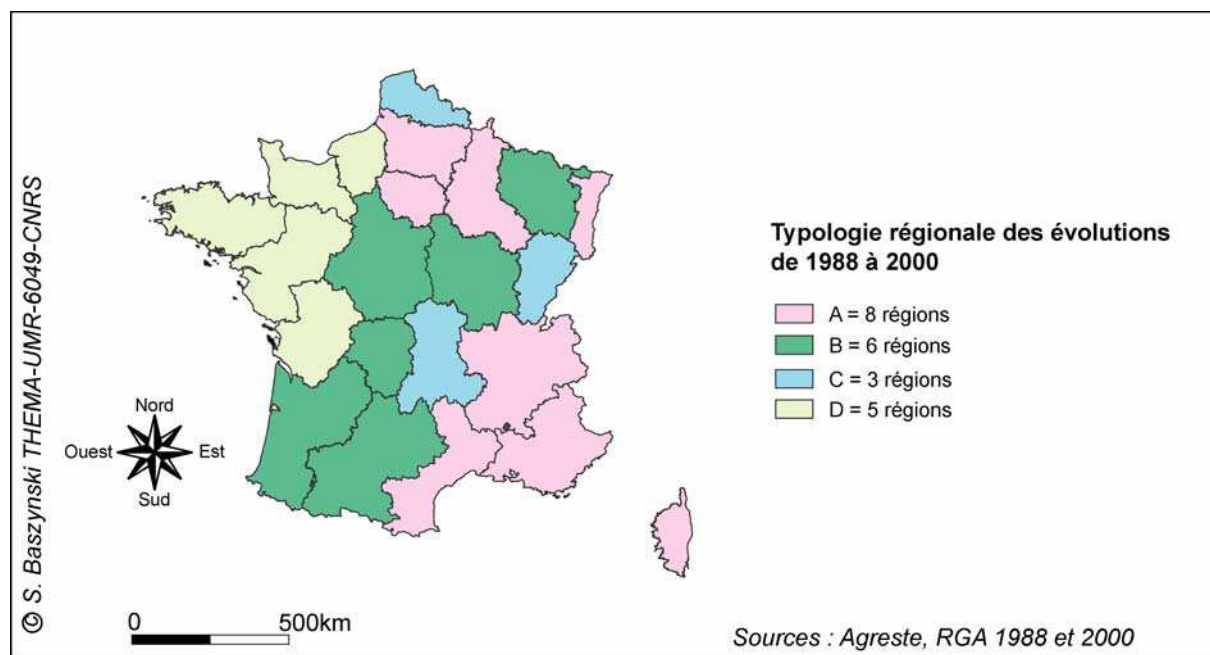 © S. Baszynski THEMA-UMR-6049-CNRS
Typologie régionale des évolutions
de 1988 à 2000
A = 8 régions
B = 6 régions
C = 3 régions
D = 5 régions
Nord
Ouest
Est
Sud
0
500km
Sources : Agreste, RGA 1988 et 2000